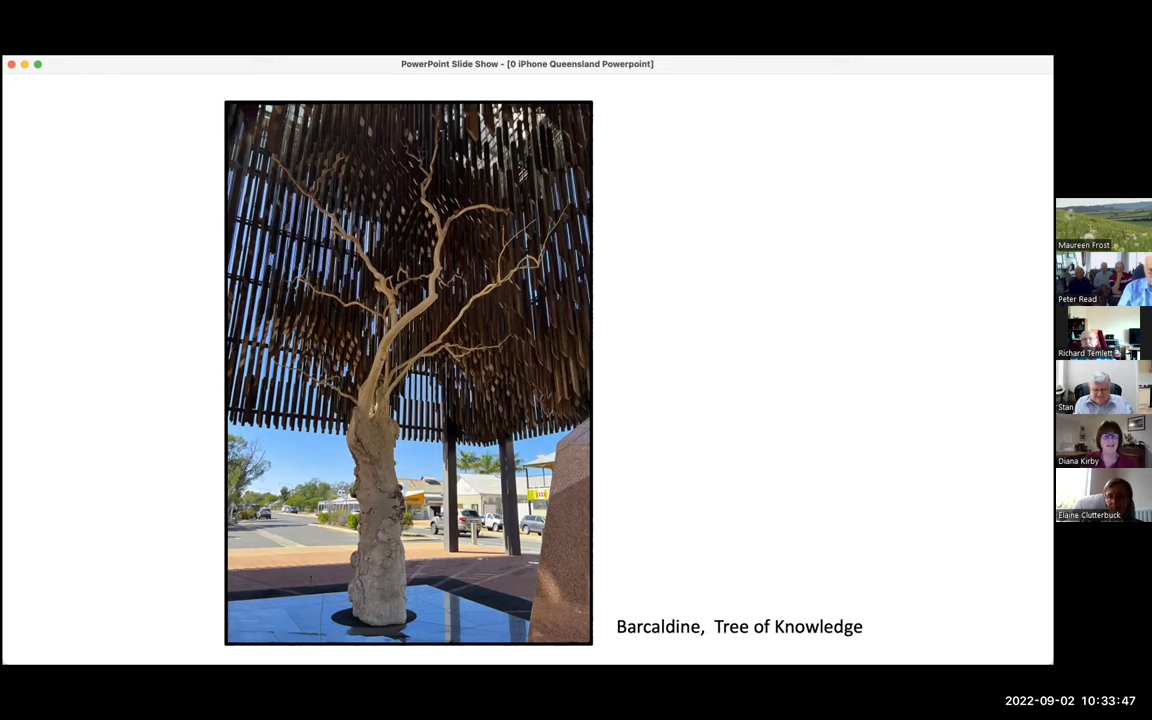 PowerPoint Slide Show - [0 iPhone Queensland Powerpoint]
Maureen Frost
Peter Read
Richard Temlett
Stan
Diana Kirby
Elaine Clutterbuck
Barcaldine, Tree of Knowledge
2022-09-02 10:33:47